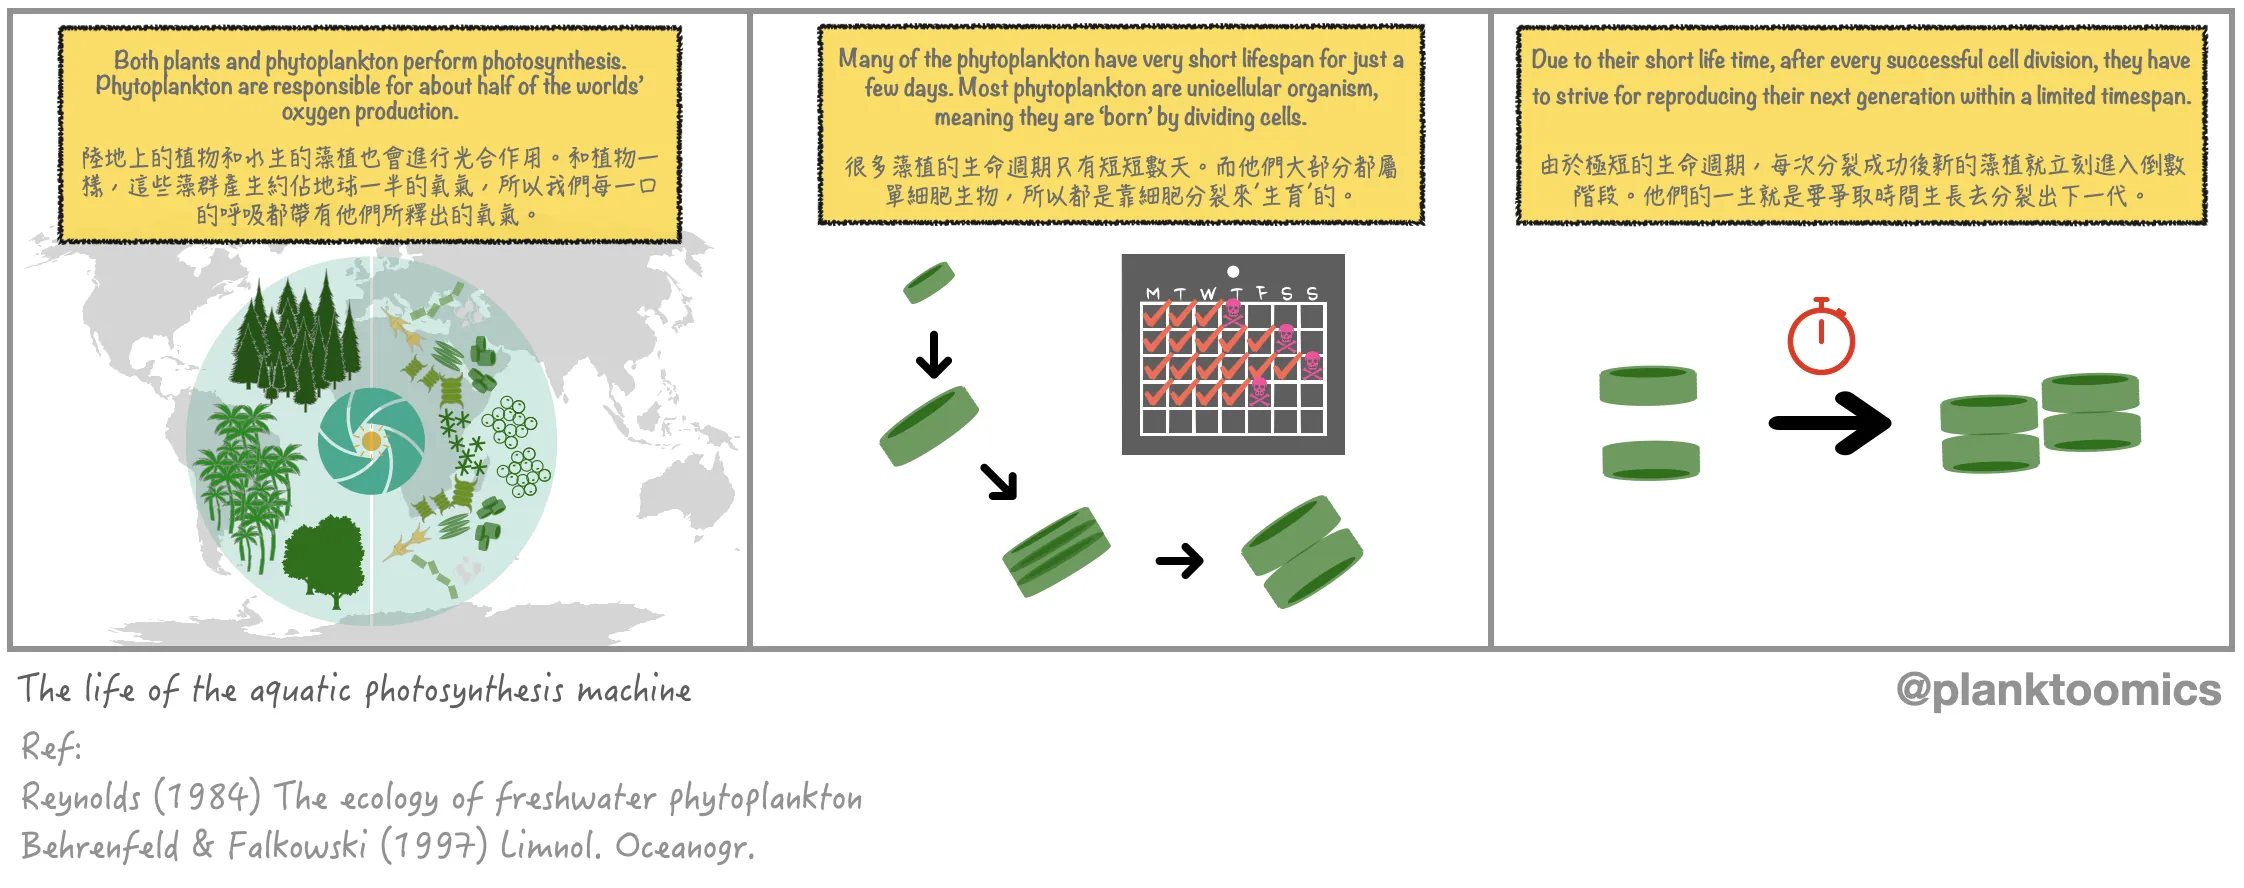 Both plants and phytoplankton perform photosynthesis.
Phytoplankton are responsible for about half of the worlds’
oxygen production.
陸地上的植物和水生的藻植也會進行光合作用。和植物一
樣，這些藻群產生約佔地球一半的氧氣，所以我們每一口
的呼吸都帶有他們所釋出的氧氣。
Many of the phytoplankton have very short lifespan for just a
few days. Most phytoplankton are unicellular organism,
meaning they are ‘born’ by dividing cells.
很多藻植的生命週期只有短短數天。而他們大部分都屬
單細胞生物，所以都是靠細胞分裂來‘生育’的。
M T W T F S S
Due to their short life time, after every successful cell division, they have
to strive for reproducing their next generation within a limited timespan.
由於極短的生命週期，每次分裂成功後新的藻植就立刻進入倒數
階段。他們的一生就是要爭取時間生長去分裂出下一代。
The life of the aquatic photosynthesis machine
@planktoomics
Ref:
Reynolds (1984) The ecology of freshwater phytoplankton
Behrenfeld & Falkowski (1997) Limnol. Oceanogr.